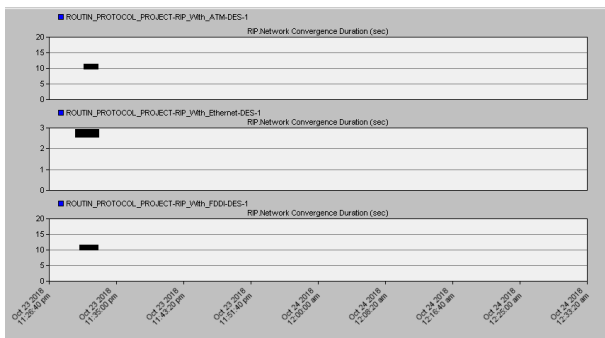 ROUTIN_PROTOCOL_PROJECT-RIP_With_ATM-DES-1
RIP.Network Convergence Duration (sec)
20
15
10
5
0
ROUTIN_PROTOCOL_PROJECT-RIP_With_Ethernet-DES-1
RIP.Network Convergence Duration (sec)
3
2
1
0
ROUTIN_PROTOCOL_PROJECT-RIP_With_FDDI-DES-1
RIP.Network Convergence Duration (sec)
20
15
10
5
0
Oct 23 2018
11:26:40 pm
Oct 23 2018
11:35:00 pm
Oct 23 2018
11:43:20 pm
Oct 23 2018
11:51:40 pm
Oct 24 2018
12:00:00 am
Oct 24 2018
12:08:20 am
Oct 24 2018
12:16:40 am
Oct 24 2018
12:25:00 am
Oct 24 2018
12:33:20 am